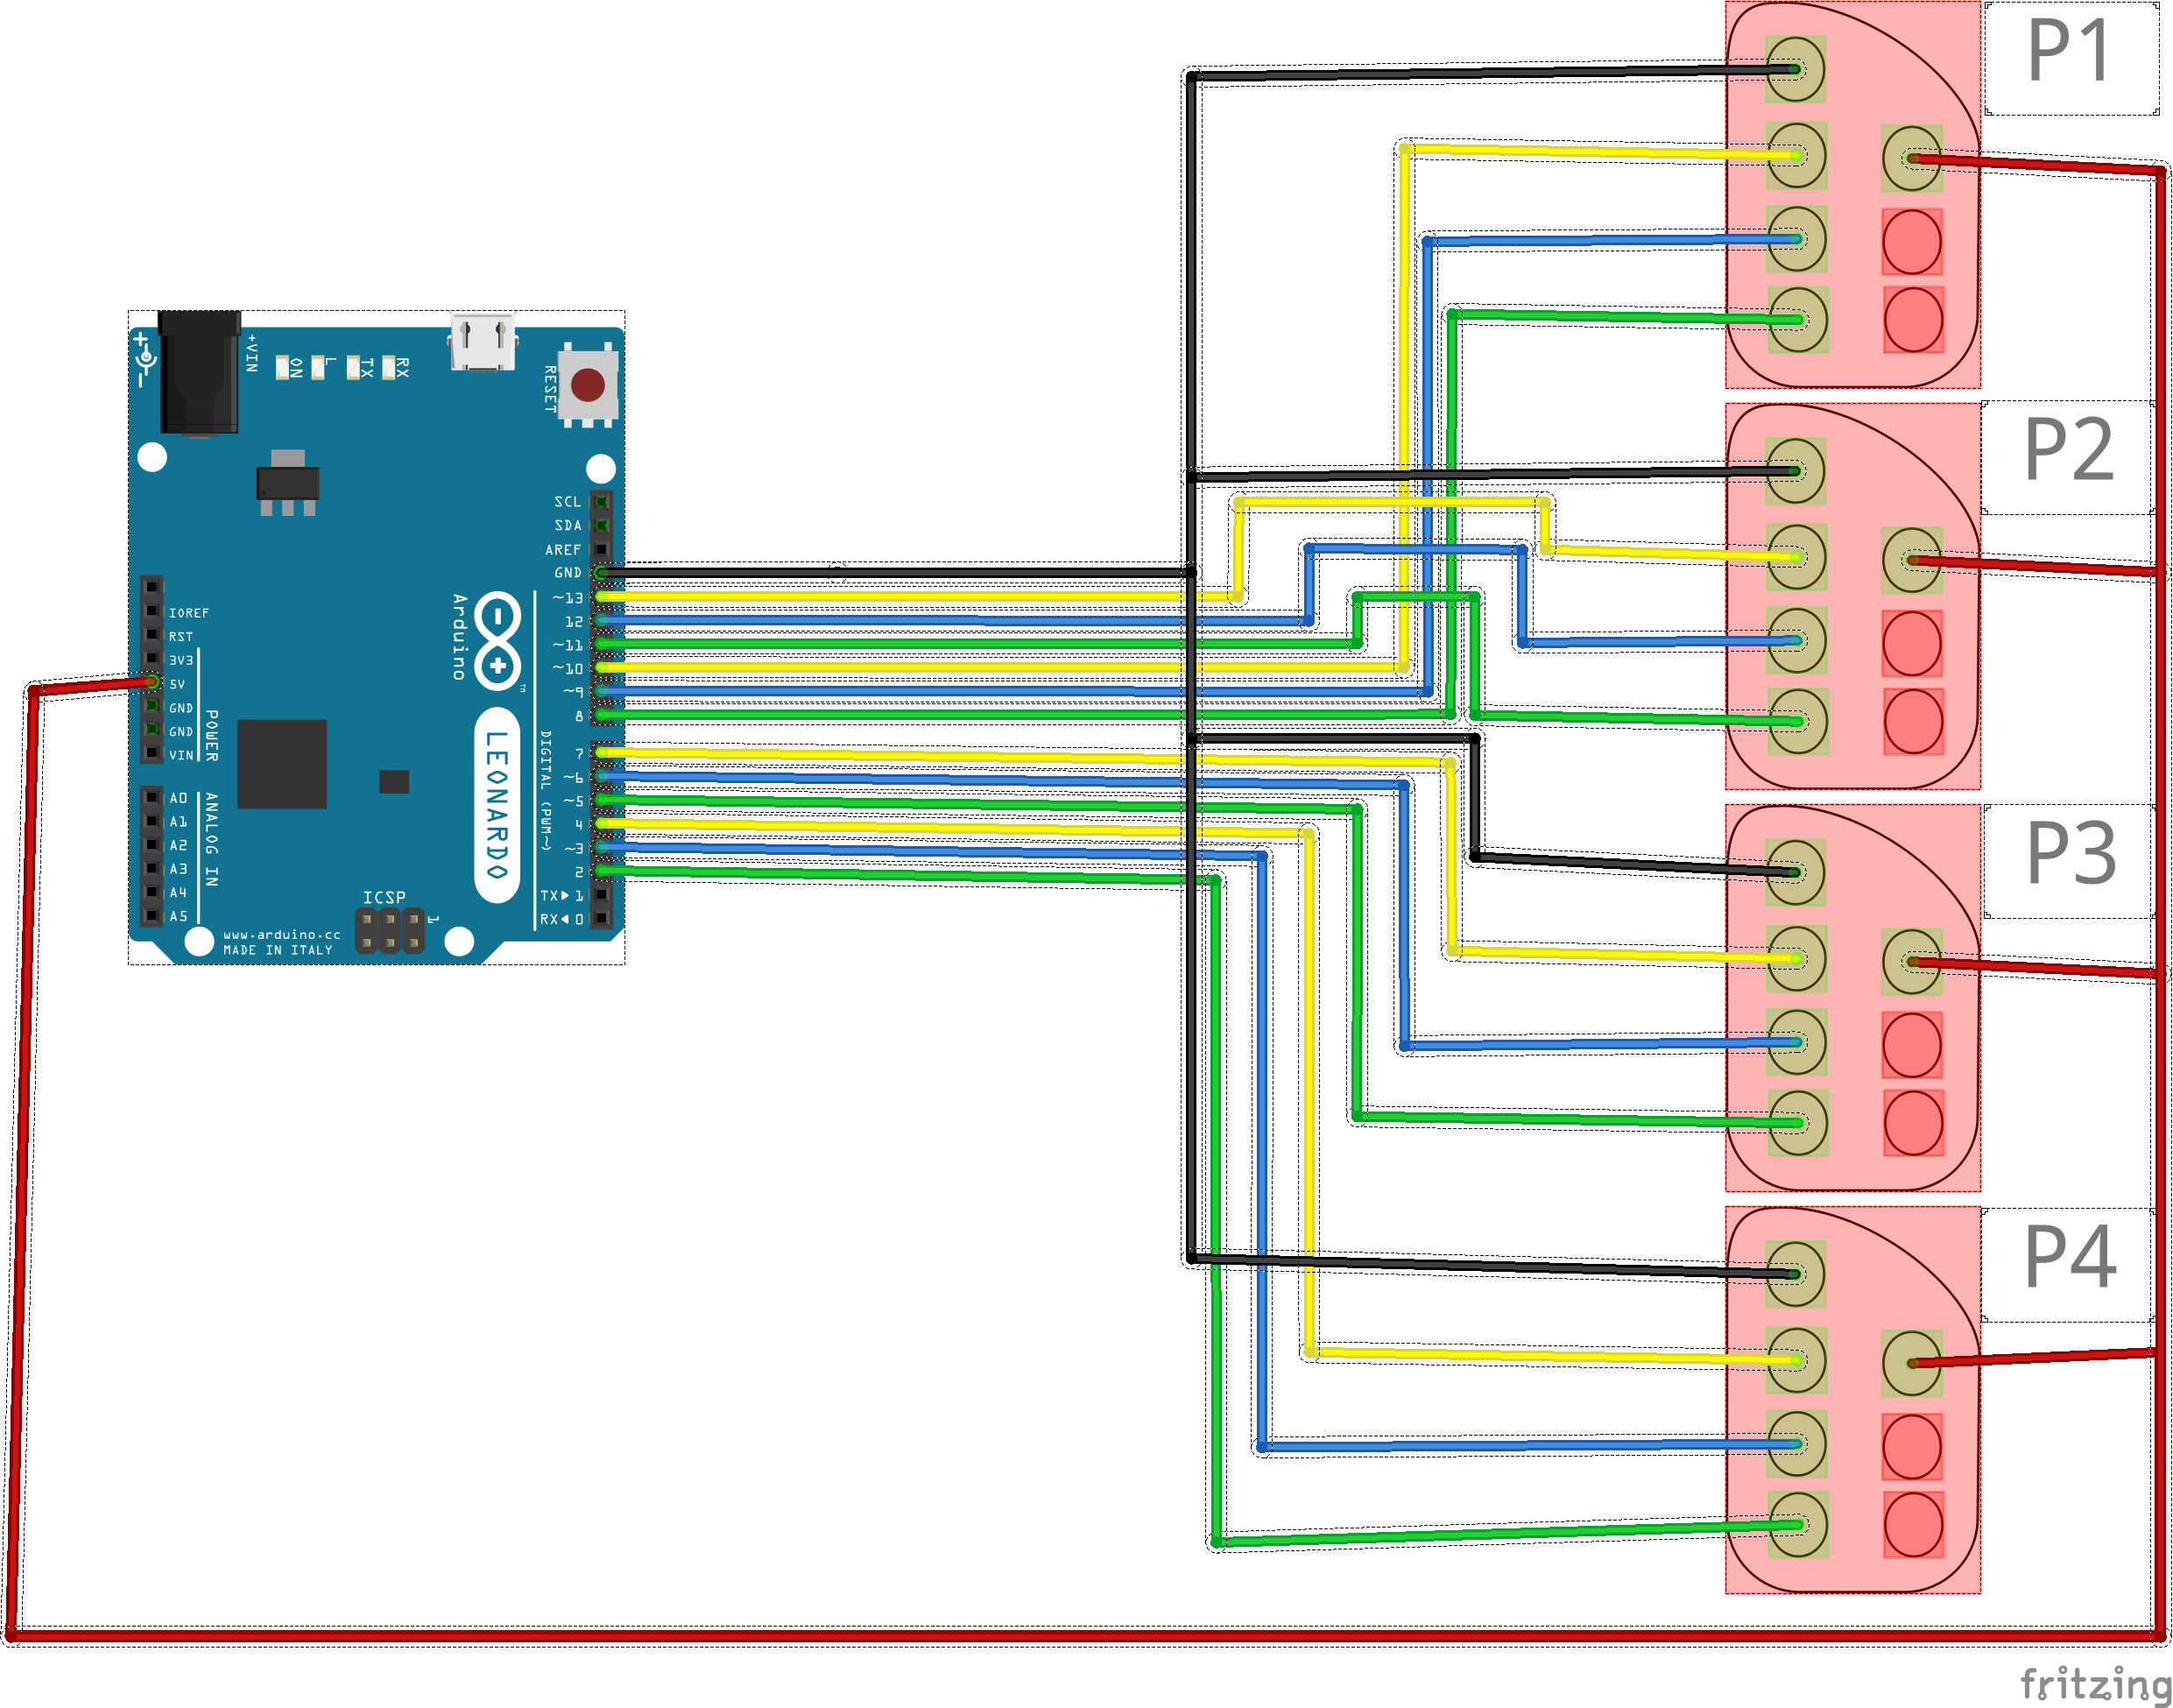 P1
P2
P3
P4
+VIN
ON
L
TX
RX
RESET
SCL
SDA
AREF
GND
~13
12
~11
~10
~9
8
7
~6
~5
4
~3
2
TX▶ 1
RX◀ 0
DIGITAL (PWM~)
Arduino
TM
LEONARDO
IOREF
RST
3V3
5V
GND
GND
VIN
POWER
A0
A1
A2
A3
A4
A5
ANALOG IN
ICSP
1
www.arduino.cc
MADE IN ITALY
fritzing